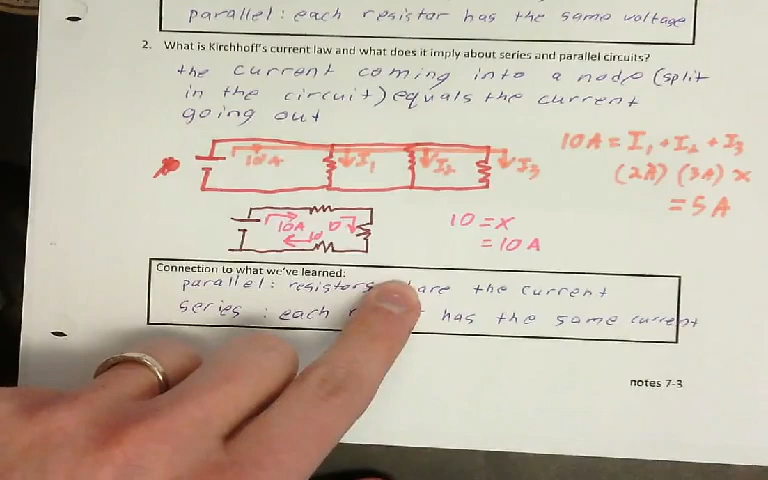 parallel: each resistor has the same voltage
2. What is Kirchhoff's current law and what does it imply about series and parallel circuits?
the current coming into a node (split
in the circuit) equals the current
going out
10A I₁ I₂ I₃
10A = I₁ + I₂ + I₃
(2A) (3A) x
= 5A
10A 10
10 = x
= 10A
Connection to what we've learned:
parallel: resistors are the current
series: each has the same current
notes 7-3